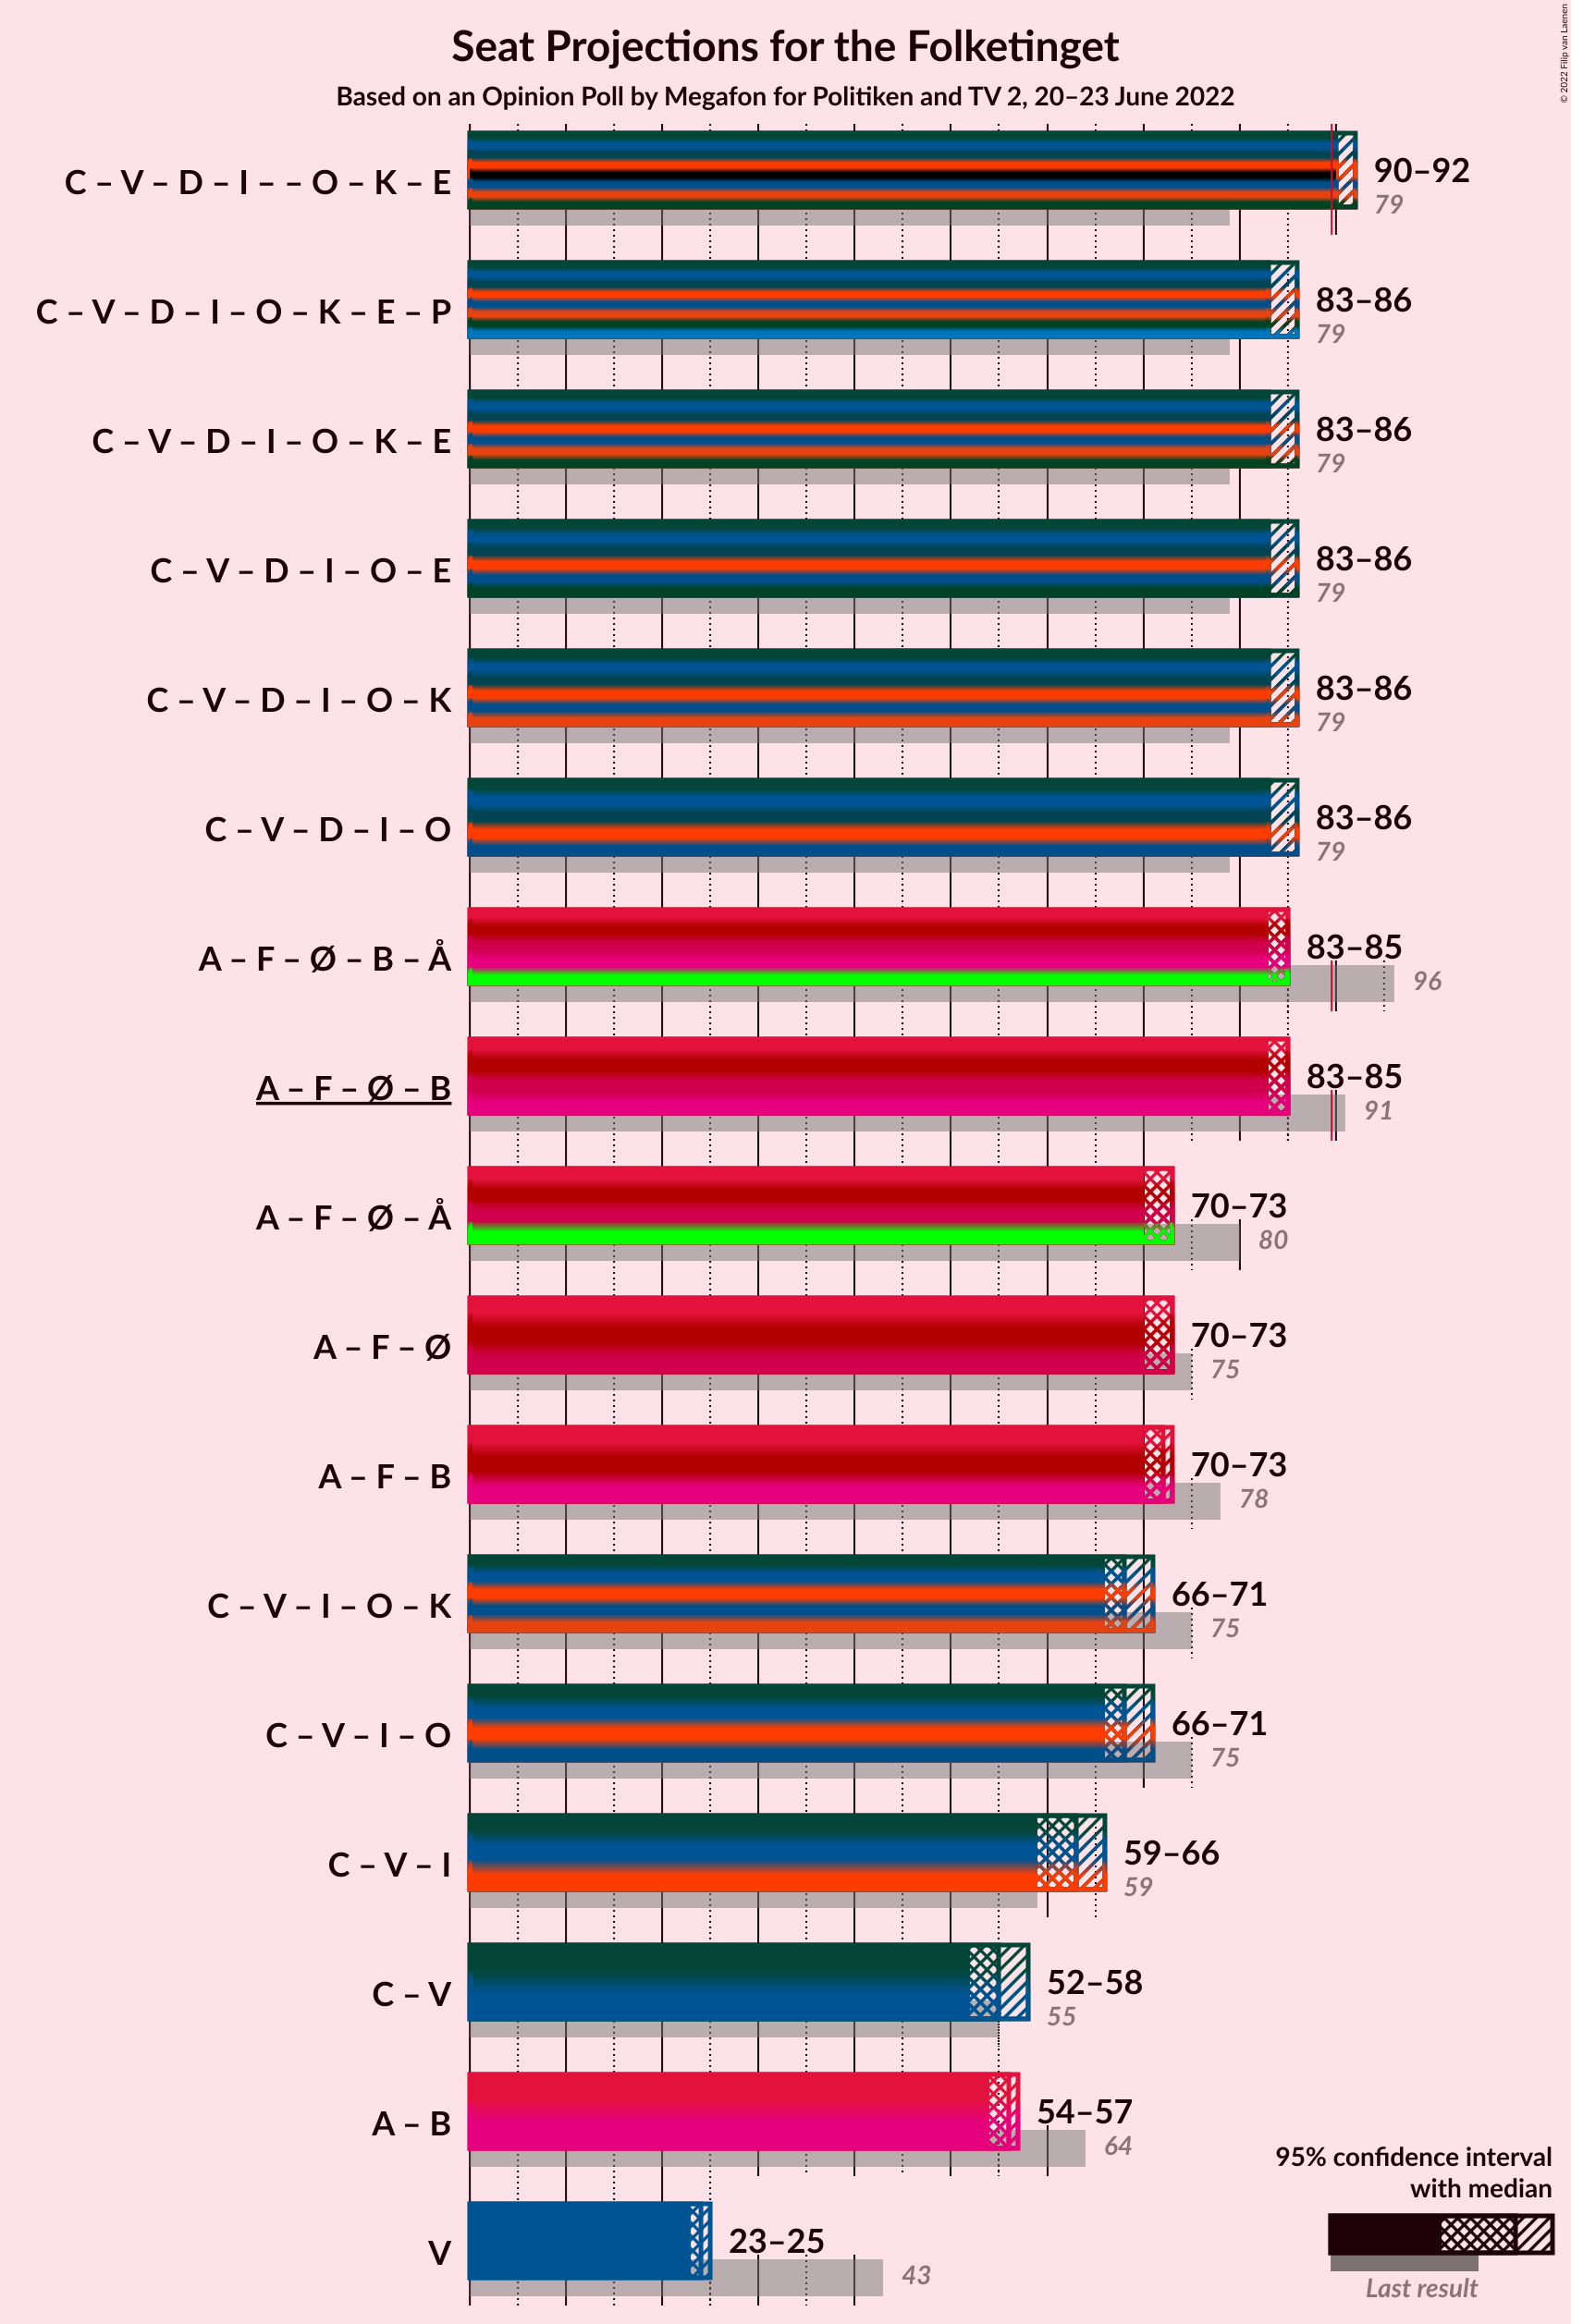 Seat Projections for the Folketinget
Based on an Opinion Poll by Megafon for Politiken and TV 2, 20–23 June 2022
© 2022 Filip van Laenen
C – V – D – I – – O – K – E
90–92
79
C – V – D – I – O – K – E – P
83–86
79
C – V – D – I – O – K – E
83–86
79
C – V – D – I – O – E
83–86
79
C – V – D – I – O – K
83–86
79
C – V – D – I – O
83–86
79
A – F – Ø – B – Å
83–85
96
A – F – Ø – B
83–85
91
A – F – Ø – Å
70–73
80
A – F – Ø
70–73
75
A – F – B
70–73
78
C – V – I – O – K
66–71
75
C – V – I – O
66–71
75
C – V – I
59–66
59
C – V
52–58
55
A – B
54–57
64
V
23–25
43
95% confidence interval
with median
Last result